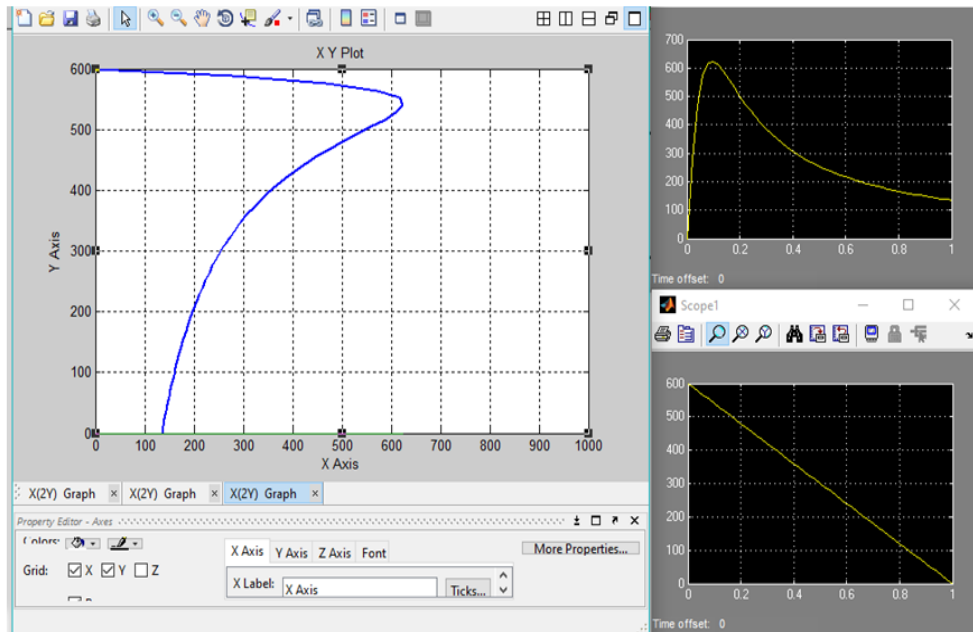 X Y Plot
600
500
400
300
200
100
0
Y Axis
0 100 200 300 400 500 600 700 800 900 1000
X Axis
X(2Y) Graph × X(2Y) Graph × X(2Y) Graph ×
Property Editor - Axes
Colors:
Grid: X Y Z
X Axis Y Axis Z Axis Font
X Label: X Axis
Ticks...
More Properties...
700
600
500
400
300
200
100
0
0 0.2 0.4 0.6 0.8 1
Time offset: 0
Scope1
600
500
400
300
200
100
0
0 0.2 0.4 0.6 0.8 1
Time offset: 0